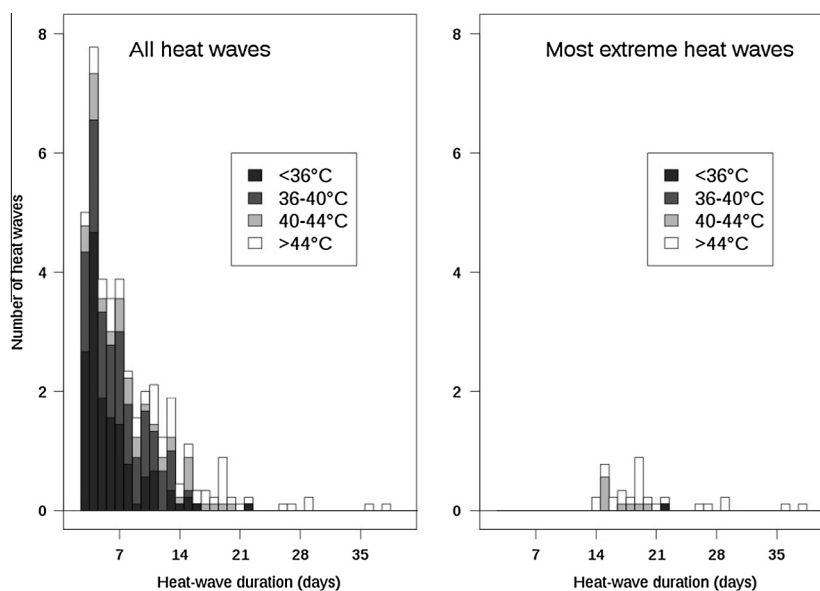 All heat waves
8
6
4
2
0
Number of heat waves
<36°C
36-40°C
40-44°C
>44°C
7 14 21 28 35
Heat-wave duration (days)
Most extreme heat waves
8
6
4
2
0
<36°C
36-40°C
40-44°C
>44°C
7 14 21 28 35
Heat-wave duration (days)